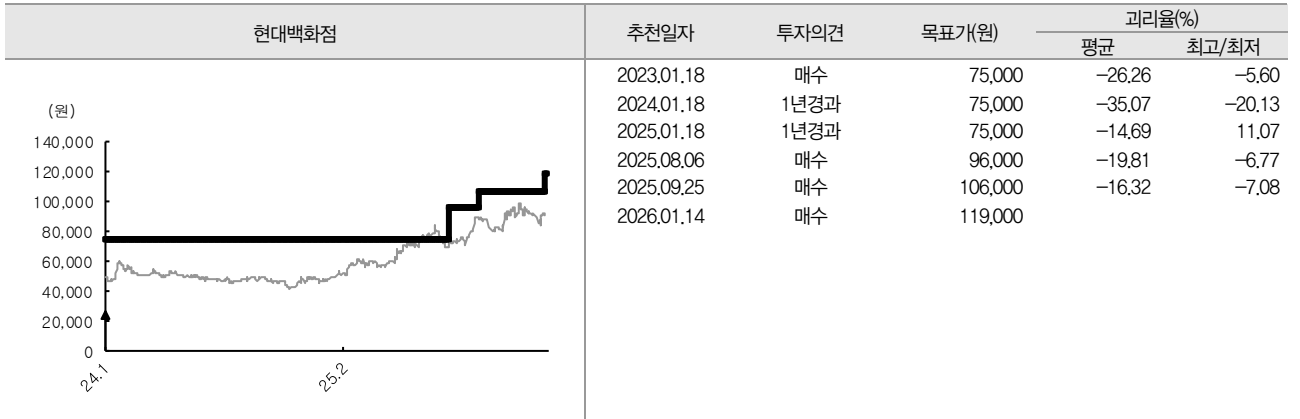 현대백화점
(원)
140,000
120,000
100,000
80,000
60,000
40,000
20,000
0
24.1
25.2
추천일자 투자의견 목표가(원) 괴리율(%)
평균 최고/최저
2023.01.18 매수 75,000 -26.26 -5.60
2024.01.18 1년경과 75,000 -35.07 -20.13
2025.01.18 1년경과 75,000 -14.69 11.07
2025.08.06 매수 96,000 -19.81 -6.77
2025.09.25 매수 106,000 -16.32 -7.08
2026.01.14 매수 119,000